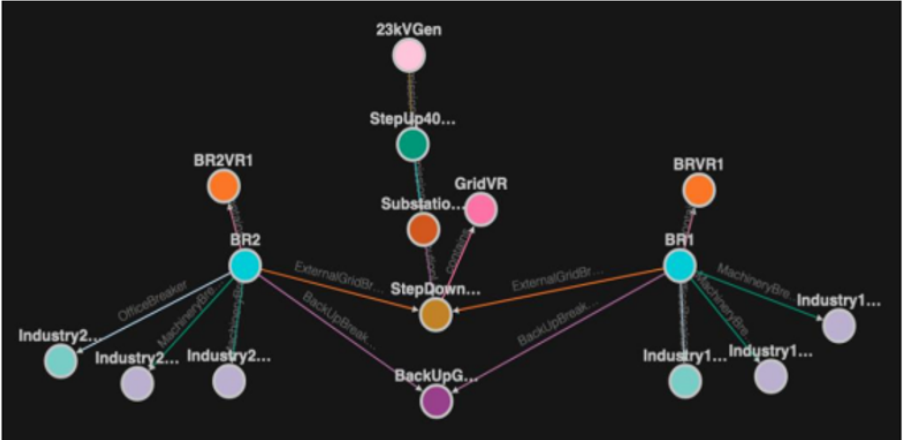 23kVGen
StepUp40...
BR2VR1
BRVR1
GridVR
Substatio...
BR2
BR1
contains
ExternalGridBr...
ExternalGridBr...
MachineryBre...
StepDown...
OfficeBreaker
MachineryBre...
BackUpBreak...
BackUpBreak...
MachineryBre...
Industry1...
Industry2...
Industry2...
Industry2...
Industry1...
Industry1...
BackUpG...